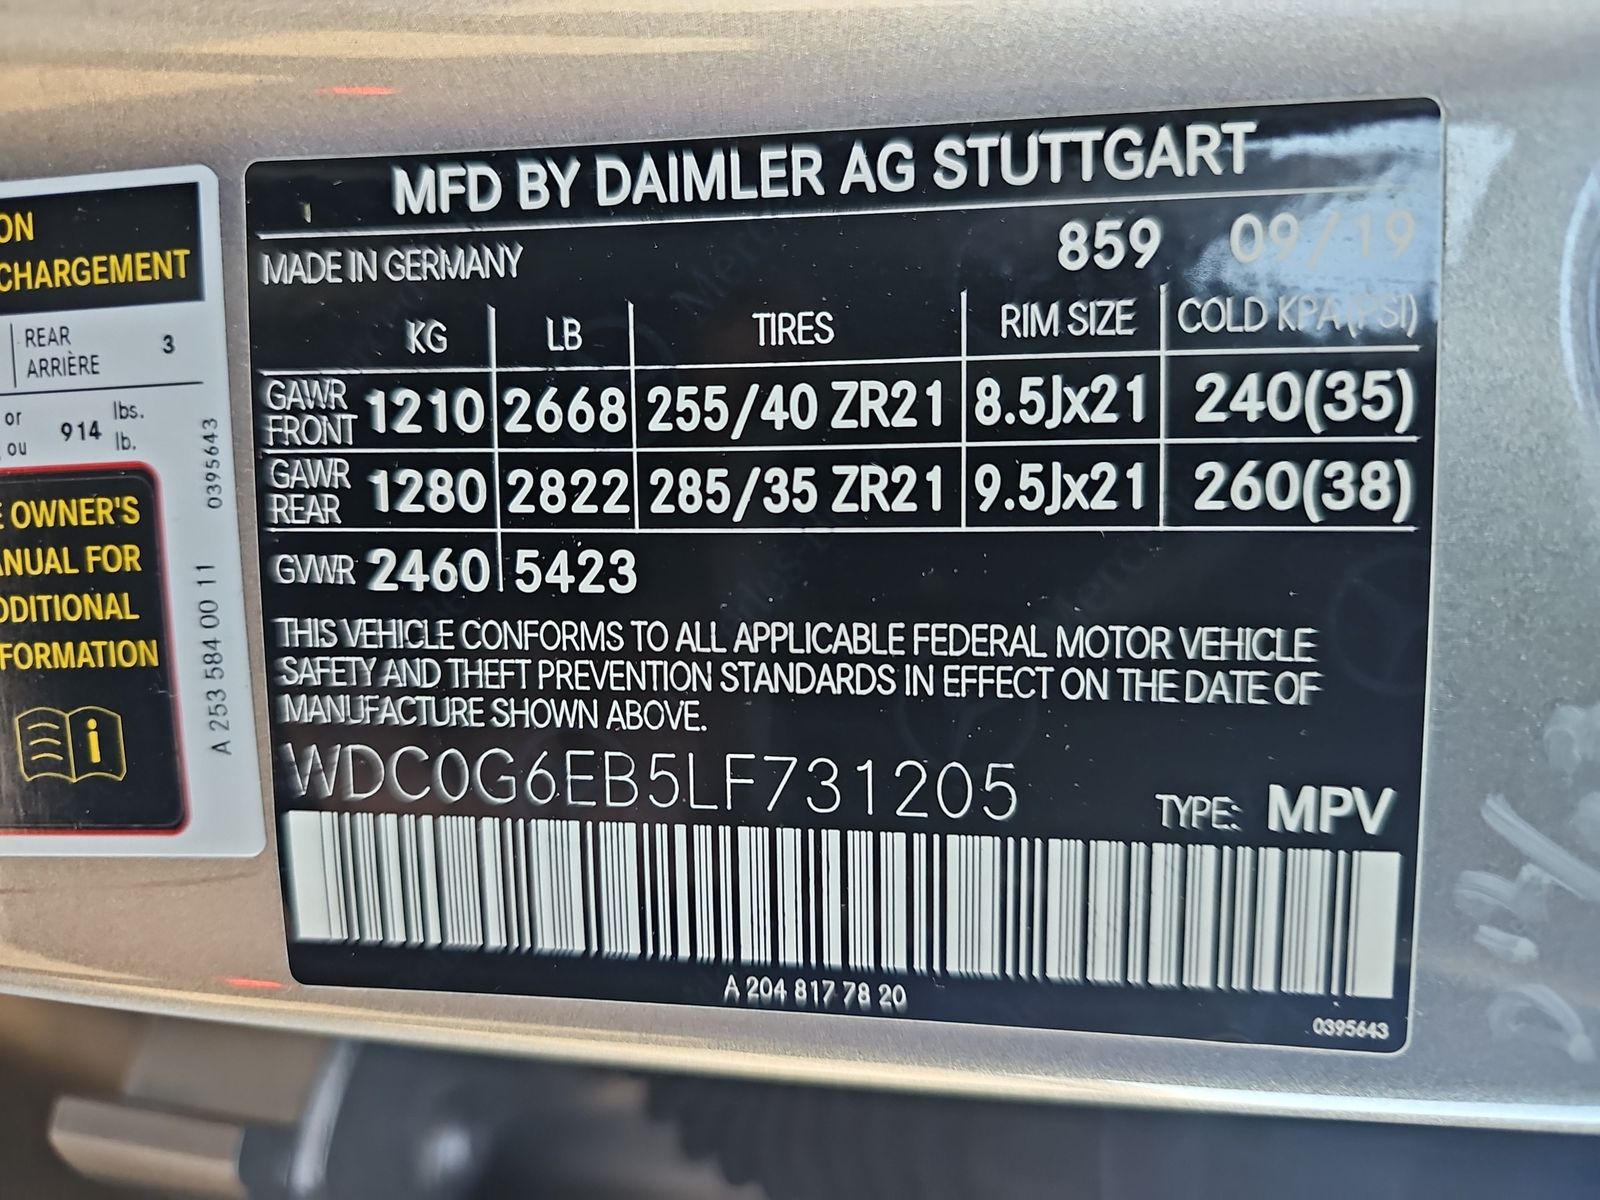 ON
CHARGEMENT
REAR 3
ARRIÈRE
or
, ou 914 lbs.
lb.
E OWNER'S
ANUAL FOR
DDITIONAL
FORMATION
i
A 253 584 00 11 0395643
MFD BY DAIMLER AG STUTTGART
MADE IN GERMANY 859 09/19
KG LB TIRES RIM SIZE COLD KPA(PSI)
GAWR FRONT 1210 2668 255/40 ZR21 8.5Jx21 240(35)
GAWR REAR 1280 2822 285/35 ZR21 9.5Jx21 260(38)
GVWR 2460 5423
THIS VEHICLE CONFORMS TO ALL APPLICABLE FEDERAL MOTOR VEHICLE
SAFETY AND THEFT PREVENTION STANDARDS IN EFFECT ON THE DATE OF
MANUFACTURE SHOWN ABOVE.
WDC0G6EB5LF731205
TYPE: MPV
A 204 817 78 20
0395643